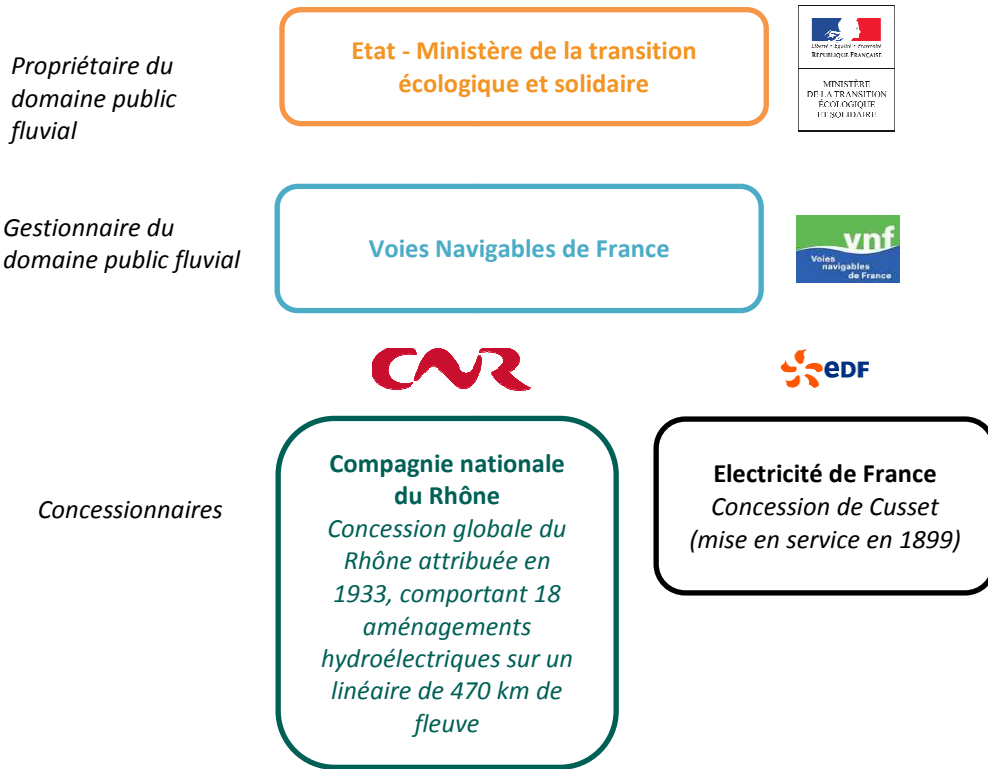 Propriétaire du
domaine public
fluvial
Etat - Ministère de la transition
écologique et solidaire
Liberté • Égalité • Fraternité
RÉPUBLIQUE FRANÇAISE
MINISTÈRE
DE LA TRANSITION
ÉCOLOGIQUE
ET SOLIDAIRE
Gestionnaire du
domaine public fluvial
Voies Navigables de France
vnf
Voies
navigables
de France
CNR
eDF
Concessionnaires
Compagnie nationale
du Rhône
Concession globale du
Rhône attribuée en
1933, comportant 18
aménagements
hydroélectriques sur un
linéaire de 470 km de
fleuve
Electricité de France
Concession de Cusset
(mise en service en 1899)